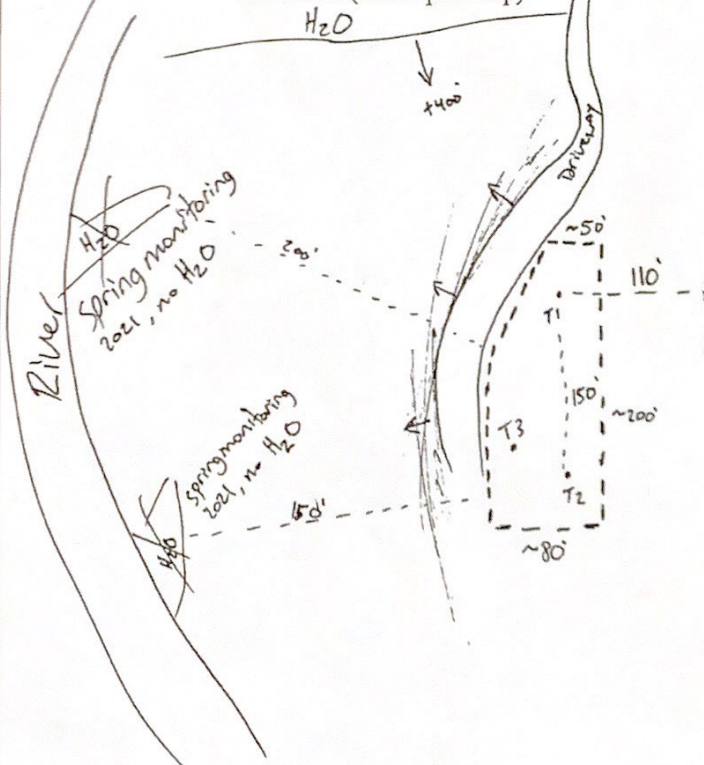 H2O
+400'
Driveway
~50'
H2O
Spring monitoring
2021, no H2O
200'
110'
T1
River
150'
~200'
spring monitoring
2021, no H2O
T3
T2
150'
H2O
~80'